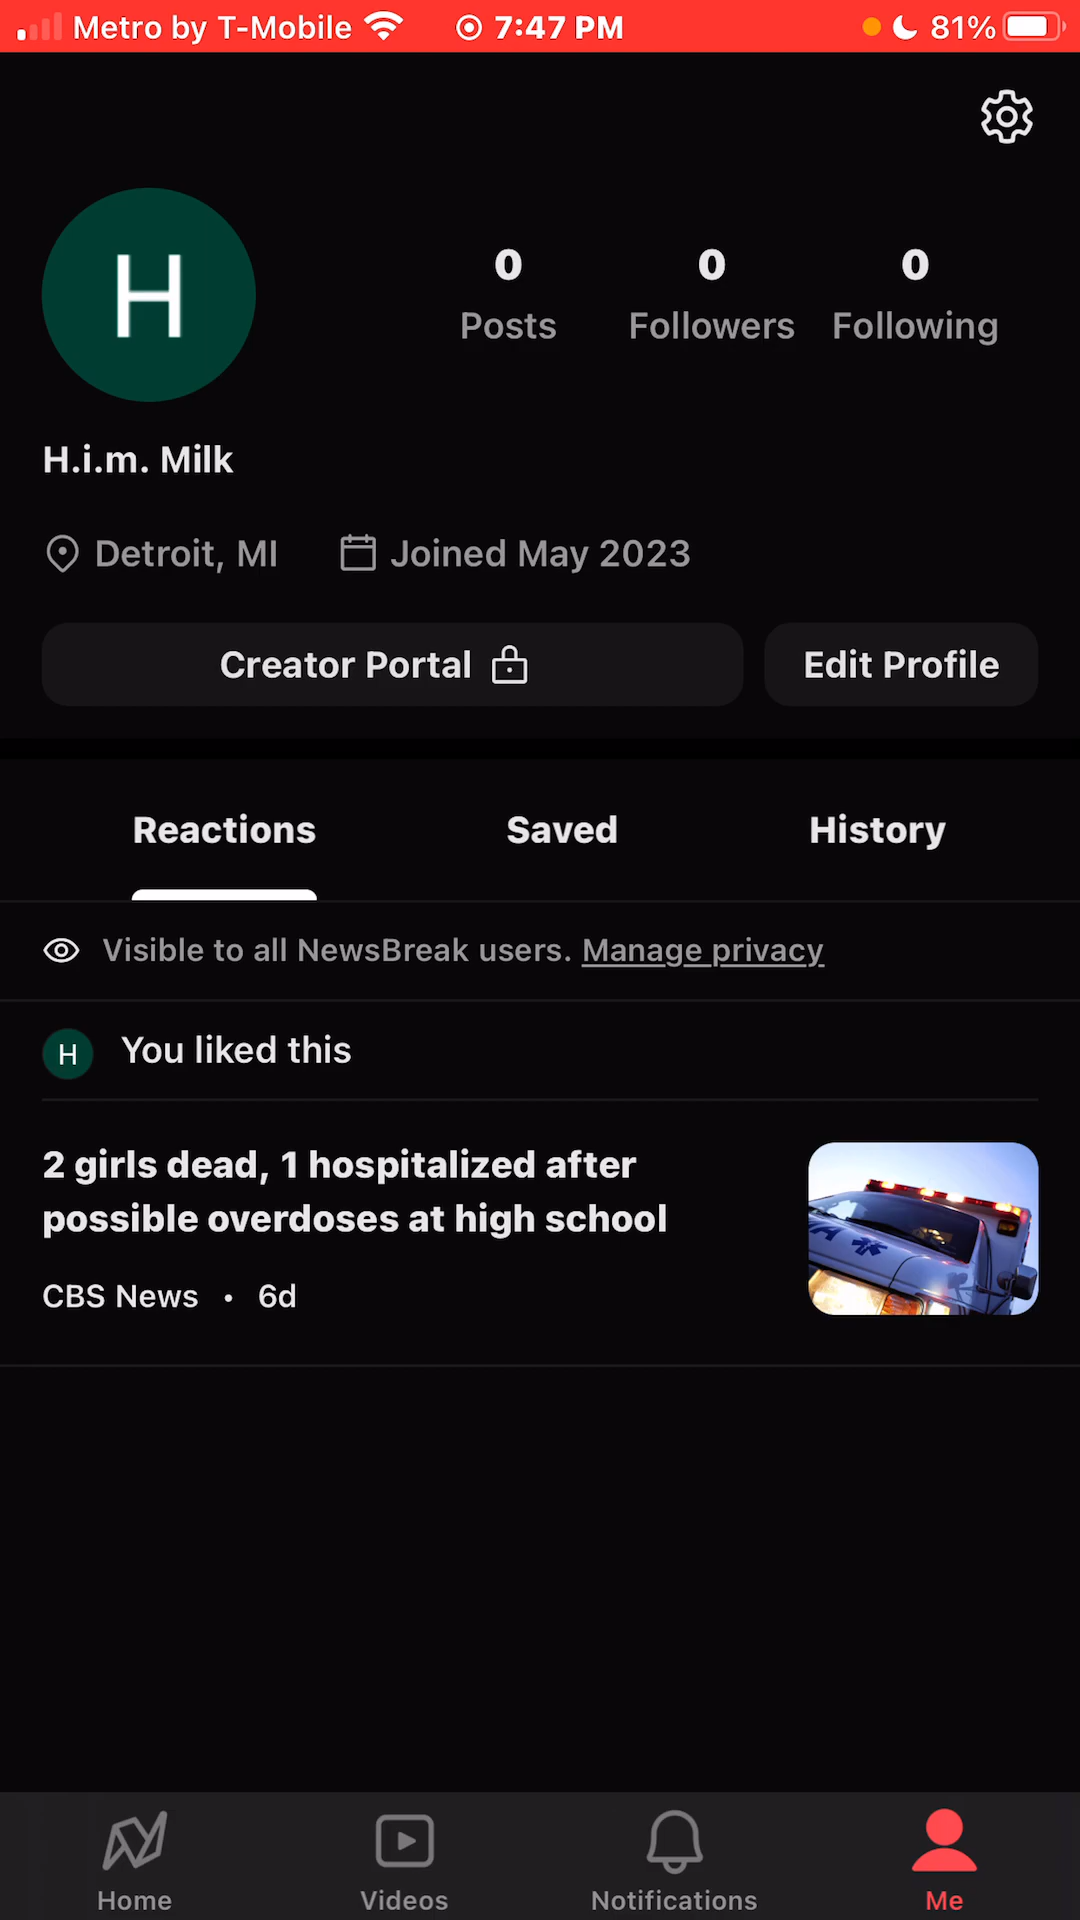 Metro by T-Mobile 7:47 PM 81%
H
0 0 0
Posts Followers Following
H.i.m. Milk
Detroit, MI Joined May 2023
Creator Portal Edit Profile
Reactions Saved History
Visible to all NewsBreak users. Manage privacy
H You liked this
2 girls dead, 1 hospitalized after
possible overdoses at high school
CBS News • 6d
Home Videos Notifications Me